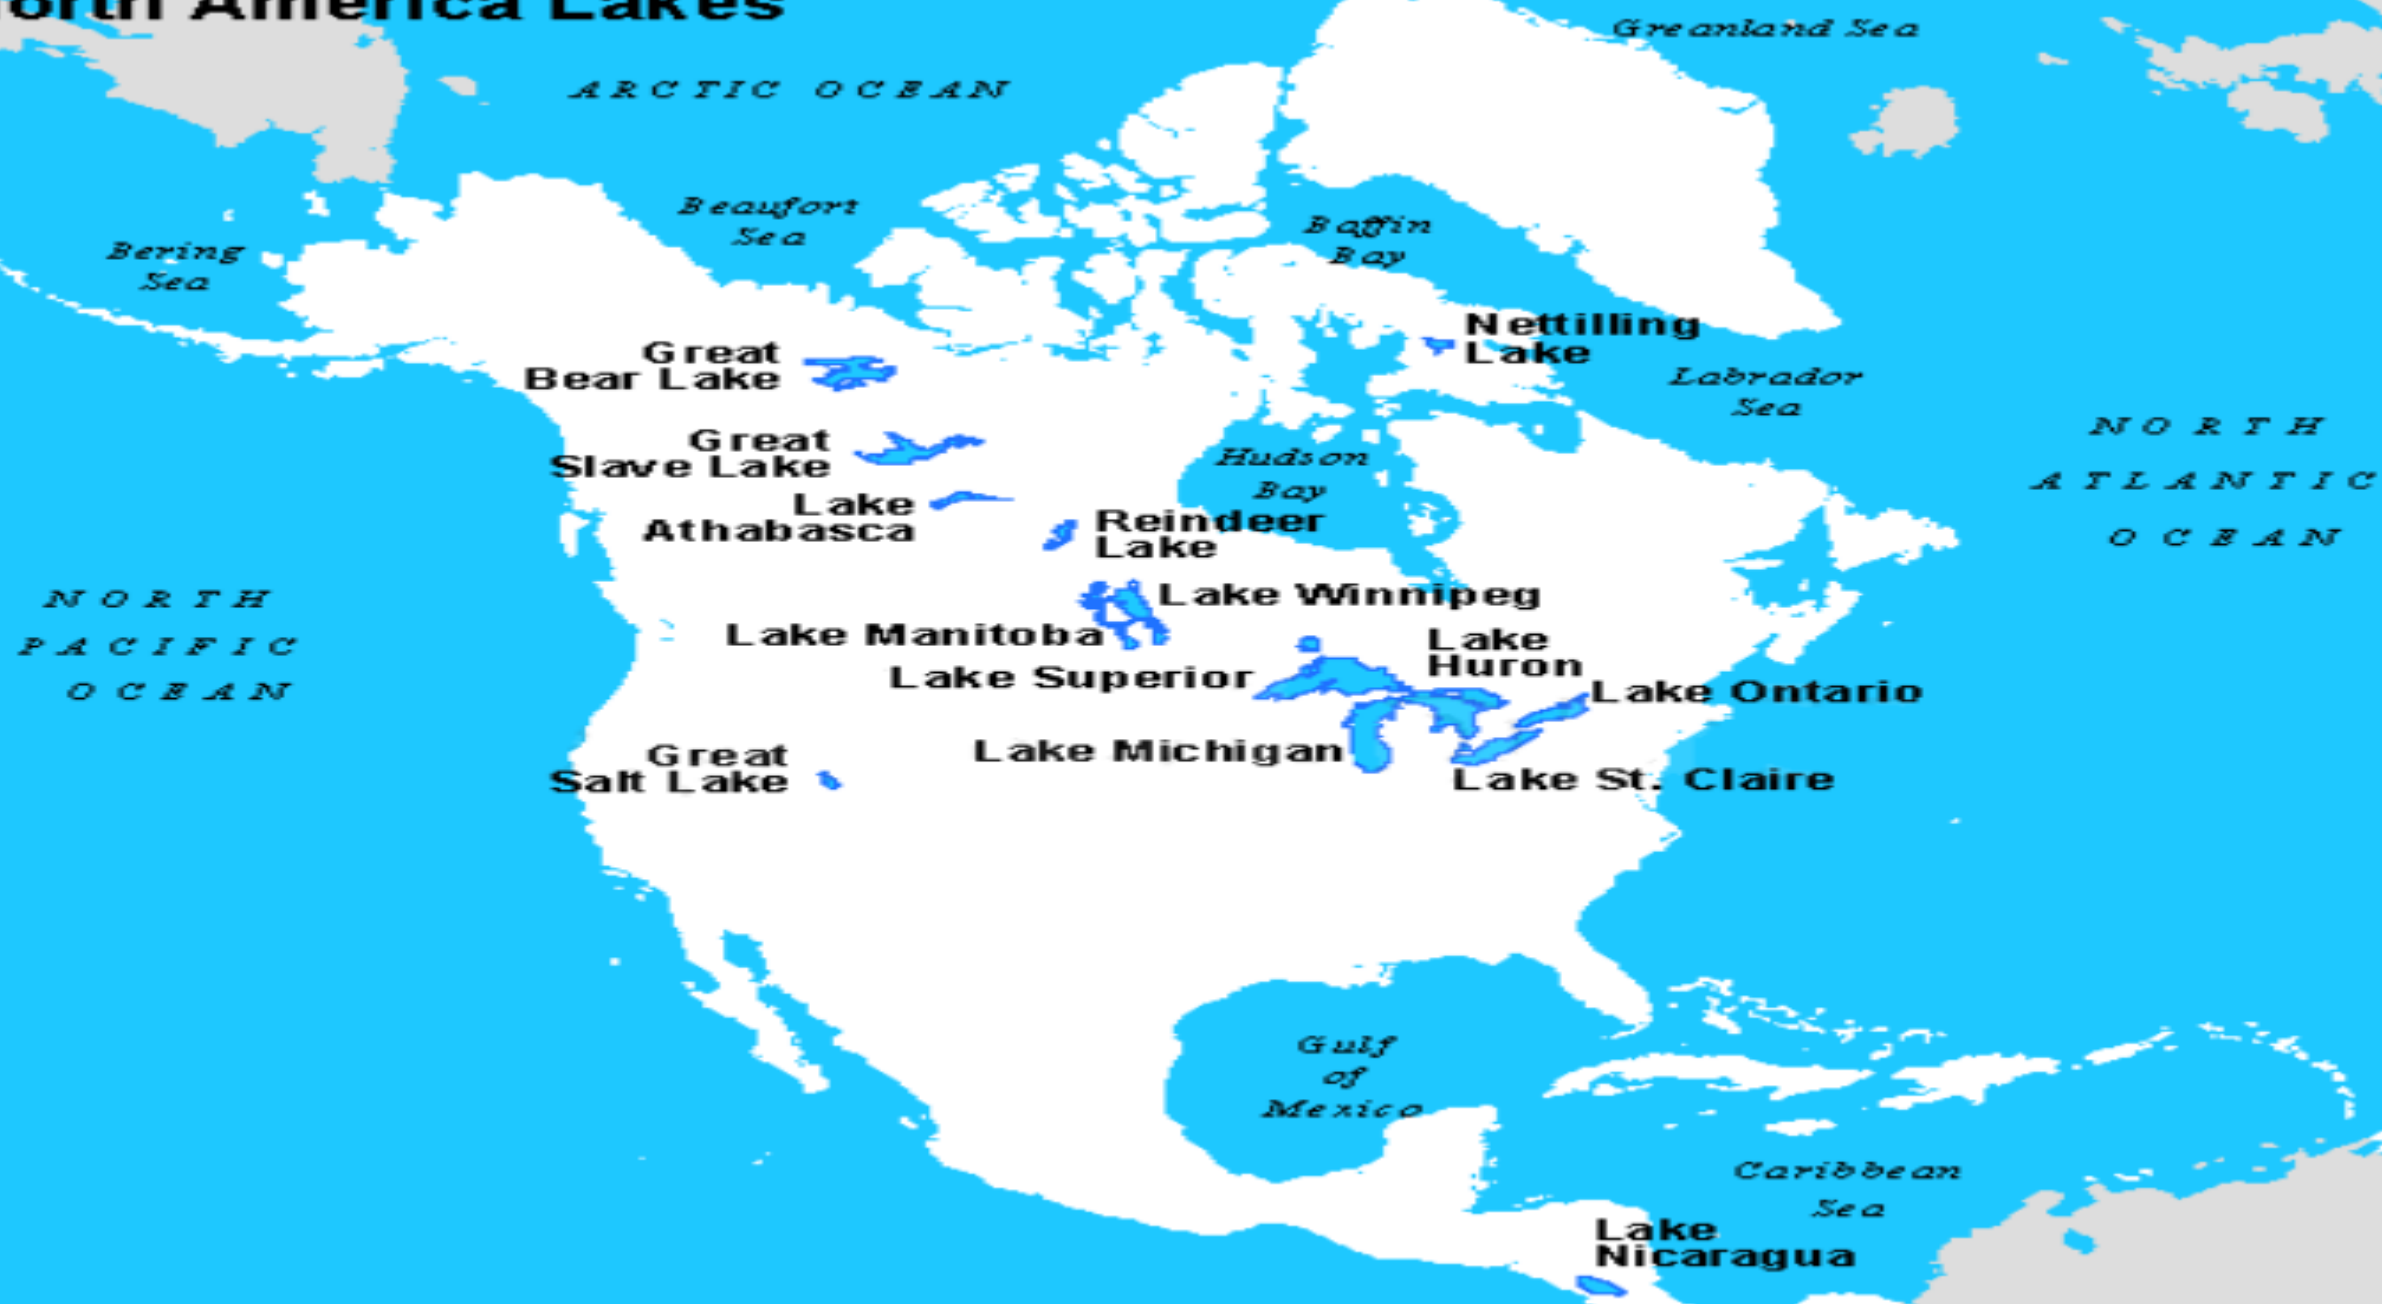 orth America Lakes
Greanland Sea
ARCTIC OCEAN
Beaufort
Sea
Baffin
Bay
Bering
Sea
Nettilling
Lake
Great
Bear Lake
Labrador
Sea
NORTH
ATLANTIC
OCEAN
Great
Slave Lake
Hudson
Bay
Lake
Athabasca
Reindeer
Lake
NORTH
PACIFIC
OCEAN
Lake Winnipeg
Lake Manitoba
Lake
Huron
Lake Superior
Lake Ontario
Lake Michigan
Great
Salt Lake
Lake St. Claire
Gulf
of
Mexico
Caribbean
Sea
Lake
Nicaragua